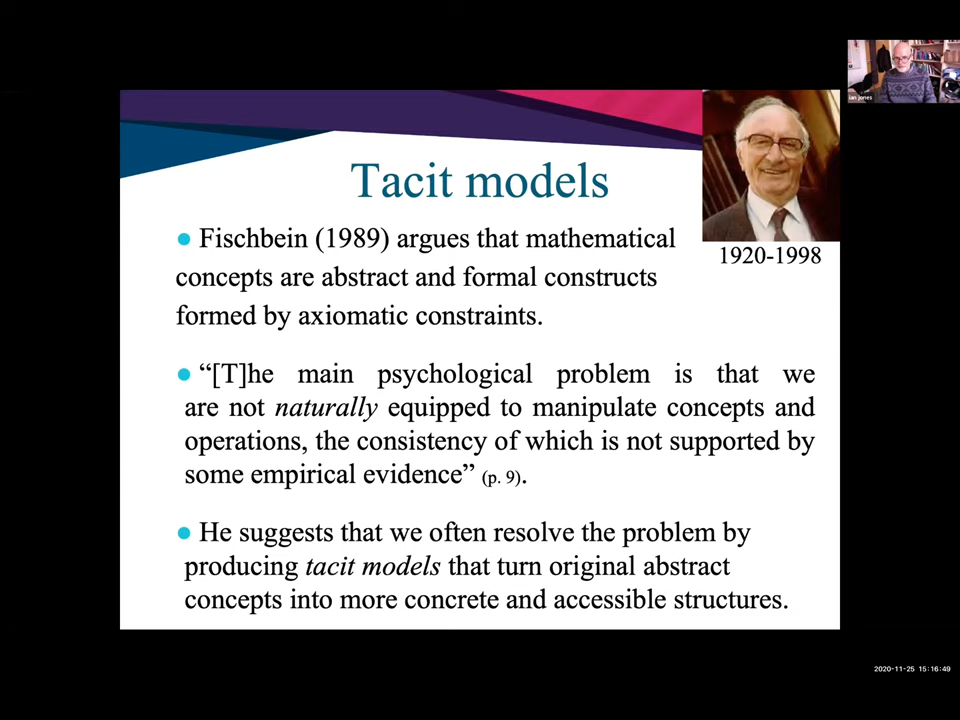 ian jones
Tacit models
1920-1998
● Fischbein (1989) argues that mathematical
concepts are abstract and formal constructs
formed by axiomatic constraints.
● “[T]he main psychological problem is that we
are not naturally equipped to manipulate concepts and
operations, the consistency of which is not supported by
some empirical evidence” (p. 9).
● He suggests that we often resolve the problem by
producing tacit models that turn original abstract
concepts into more concrete and accessible structures.
2020-11-25 15:16:49